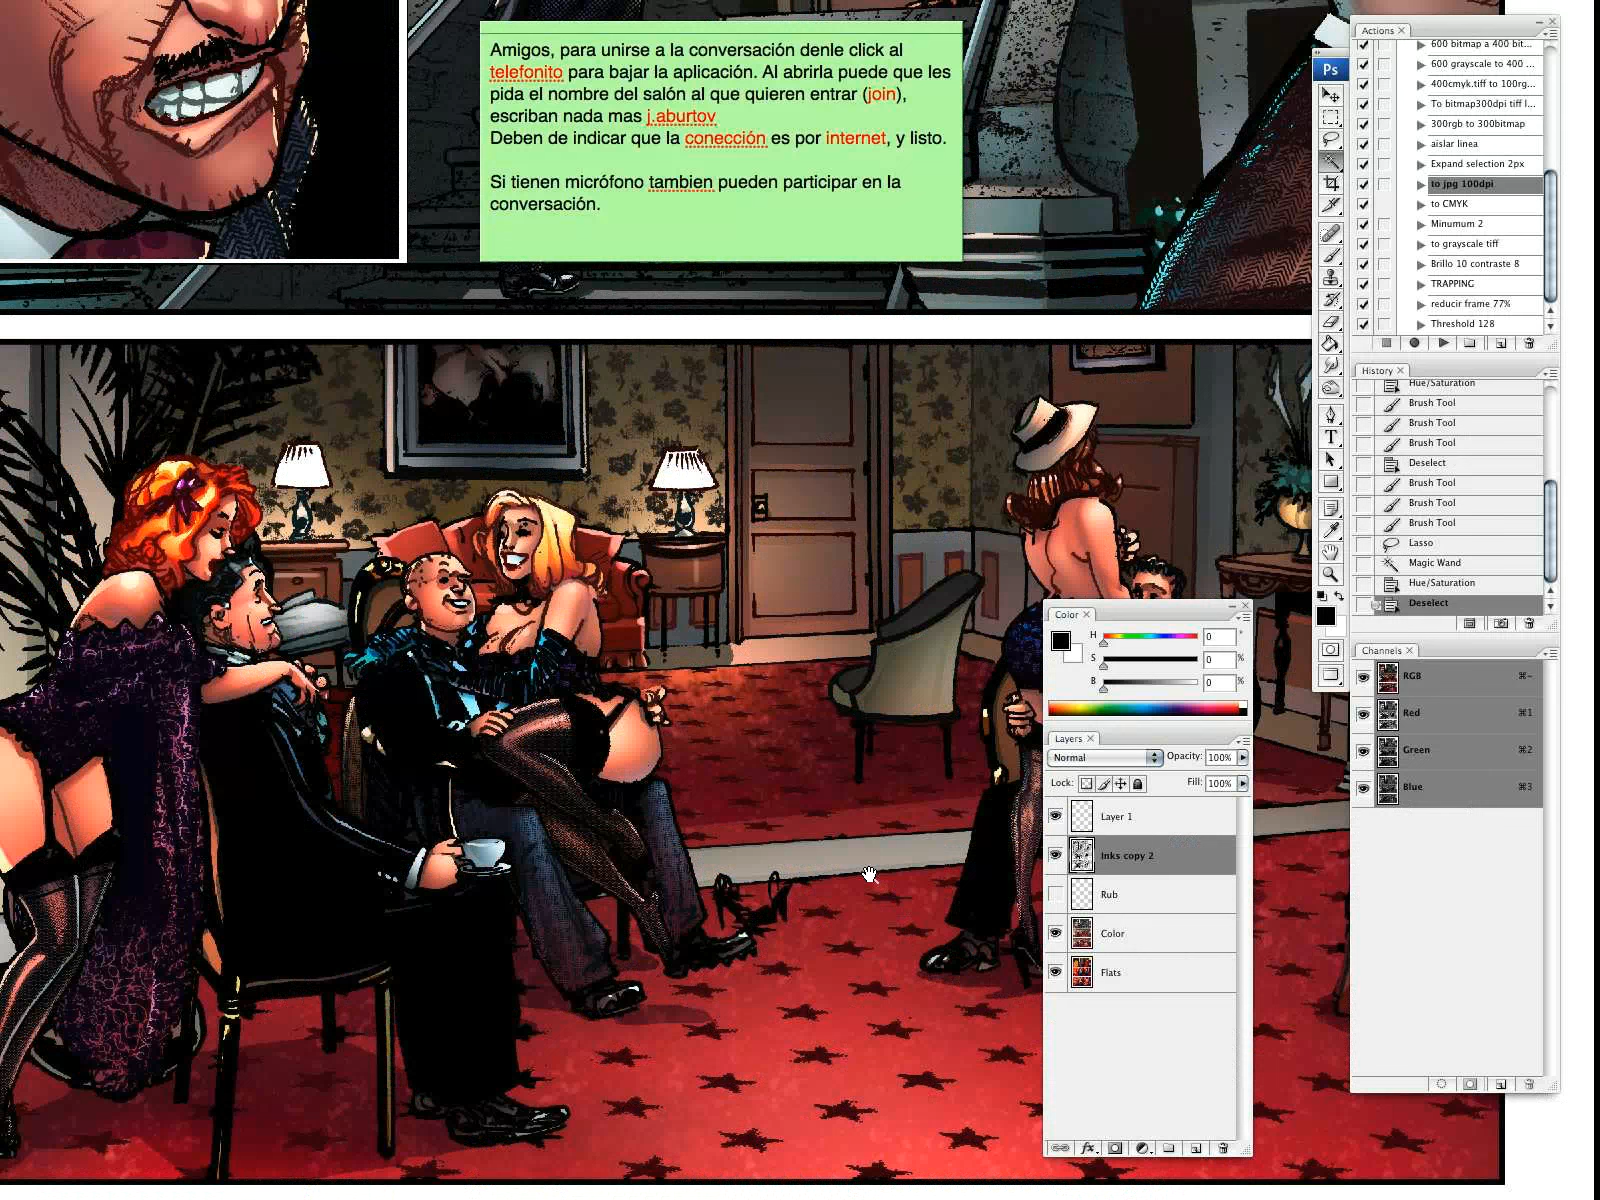 Amigos, para unirse a la conversación denle click al
telefonito para bajar la aplicación. Al abrirla puede que les
pida el nombre del salón al que quieren entrar (join),
escriban nada mas j.aburtov
Deben de indicar que la conección es por internet, y listo.
Si tienen micrófono tambien pueden participar en la
conversación.
Actions
600 bitmap a 400 bit...
600 grayscale to 400 ...
400cmyk.tiff to 100rg...
To bitmap300dpi tiff l...
300rgb to 300bitmap
aislar linea
Expand selection 2px
to jpg 100dpi
to CMYK
Minumum 2
to grayscale tiff
Brillo 10 contraste 8
TRAPPING
reducir frame 77%
Threshold 128
Ps
History
Hue/Saturation
Brush Tool
Brush Tool
Brush Tool
Deselect
Brush Tool
Brush Tool
Brush Tool
Lasso
Magic Wand
Hue/Saturation
Deselect
Channels
RGB ⌘~
Red ⌘1
Green ⌘2
Blue ⌘3
Color
H 0 °
S 0 %
B 0 %
Layers
Normal Opacity: 100%
Lock: Fill: 100%
Layer 1
Inks copy 2
Rub
Color
Flats